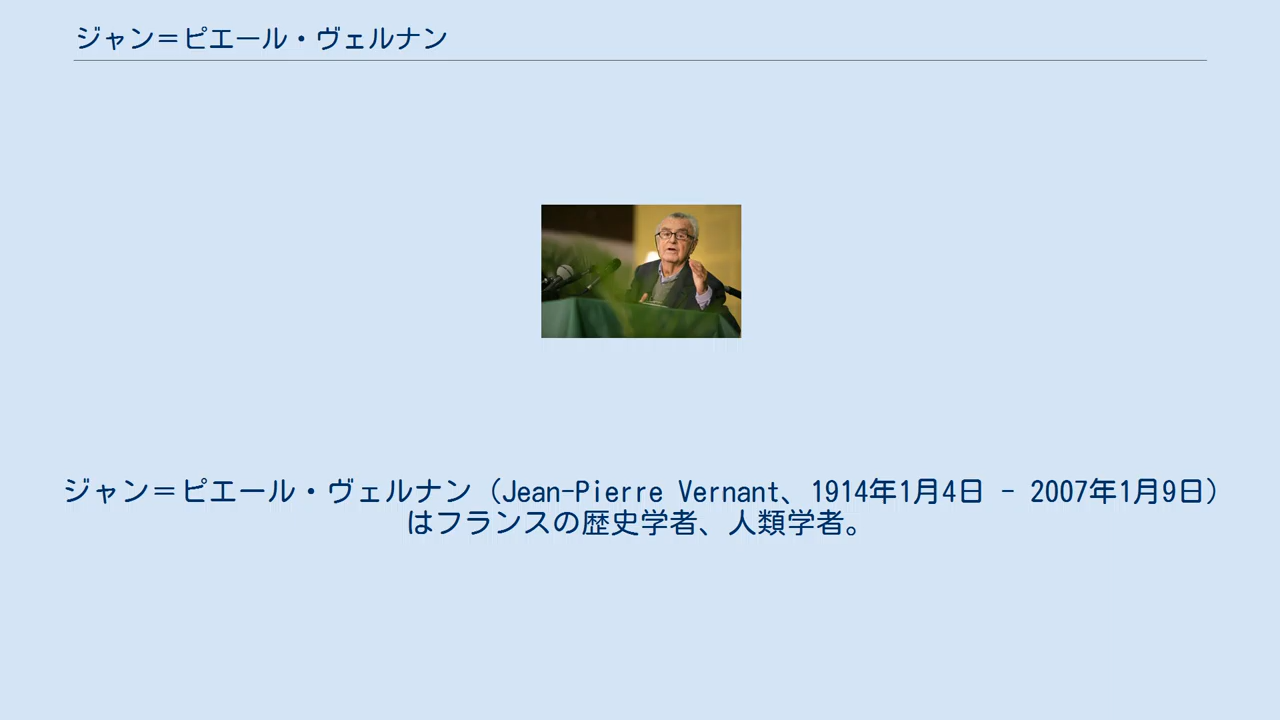 ジャン＝ピエール・ヴェルナン
ジャン＝ピエール・ヴェルナン（Jean-Pierre Vernant、1914年1月4日 - 2007年1月9日）
はフランスの歴史学者、人類学者。